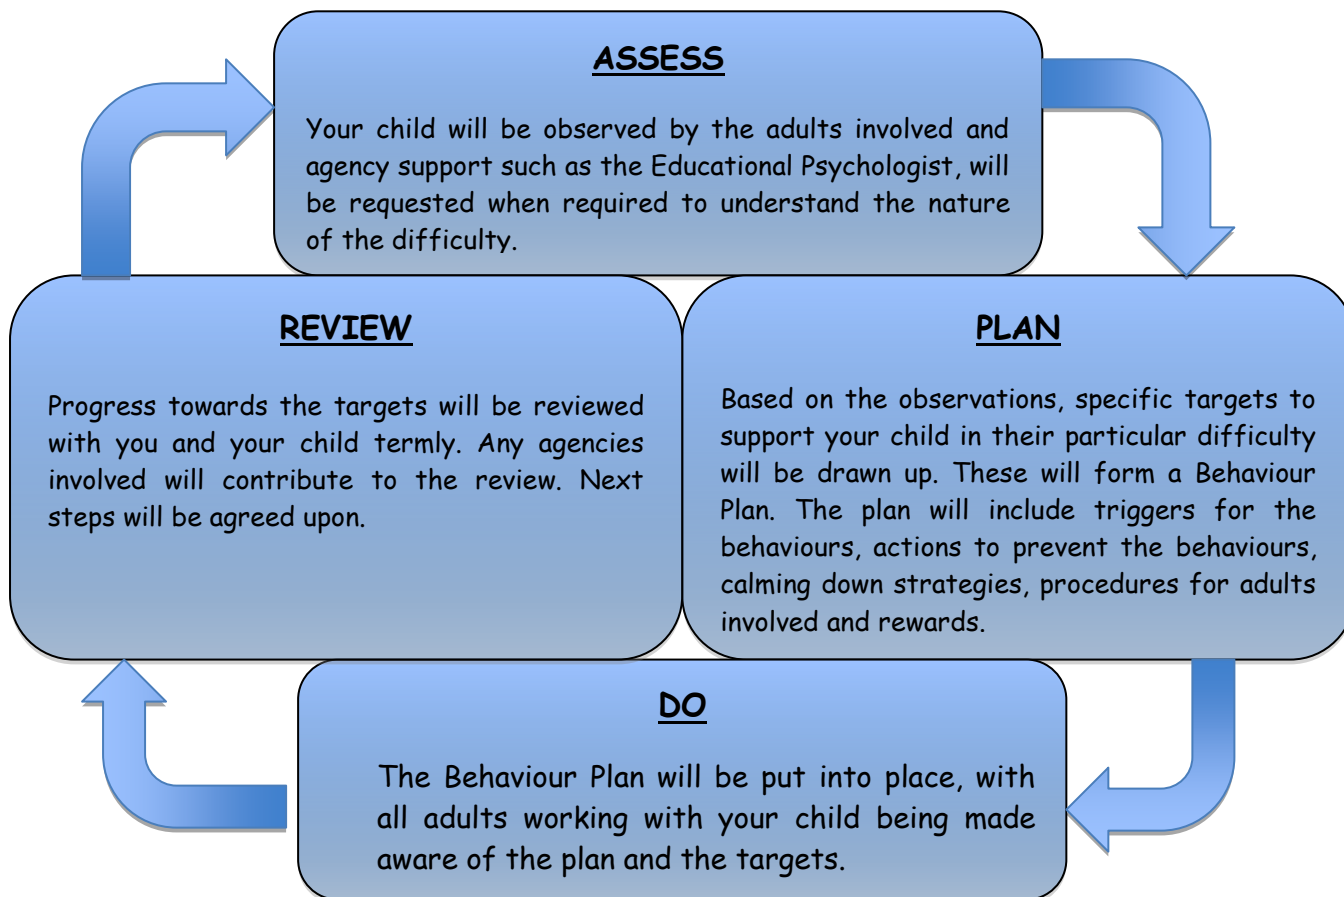 ASSESS
Your child will be observed by the adults involved and
agency support such as the Educational Psychologist, will
be requested when required to understand the nature
of the difficulty.
PLAN
Based on the observations, specific targets to
support your child in their particular difficulty
will be drawn up. These will form a Behaviour
Plan. The plan will include triggers for the
behaviours, actions to prevent the behaviours,
calming down strategies, procedures for adults
involved and rewards.
DO
The Behaviour Plan will be put into place, with
all adults working with your child being made
aware of the plan and the targets.
REVIEW
Progress towards the targets will be reviewed
with you and your child termly. Any agencies
involved will contribute to the review. Next
steps will be agreed upon.